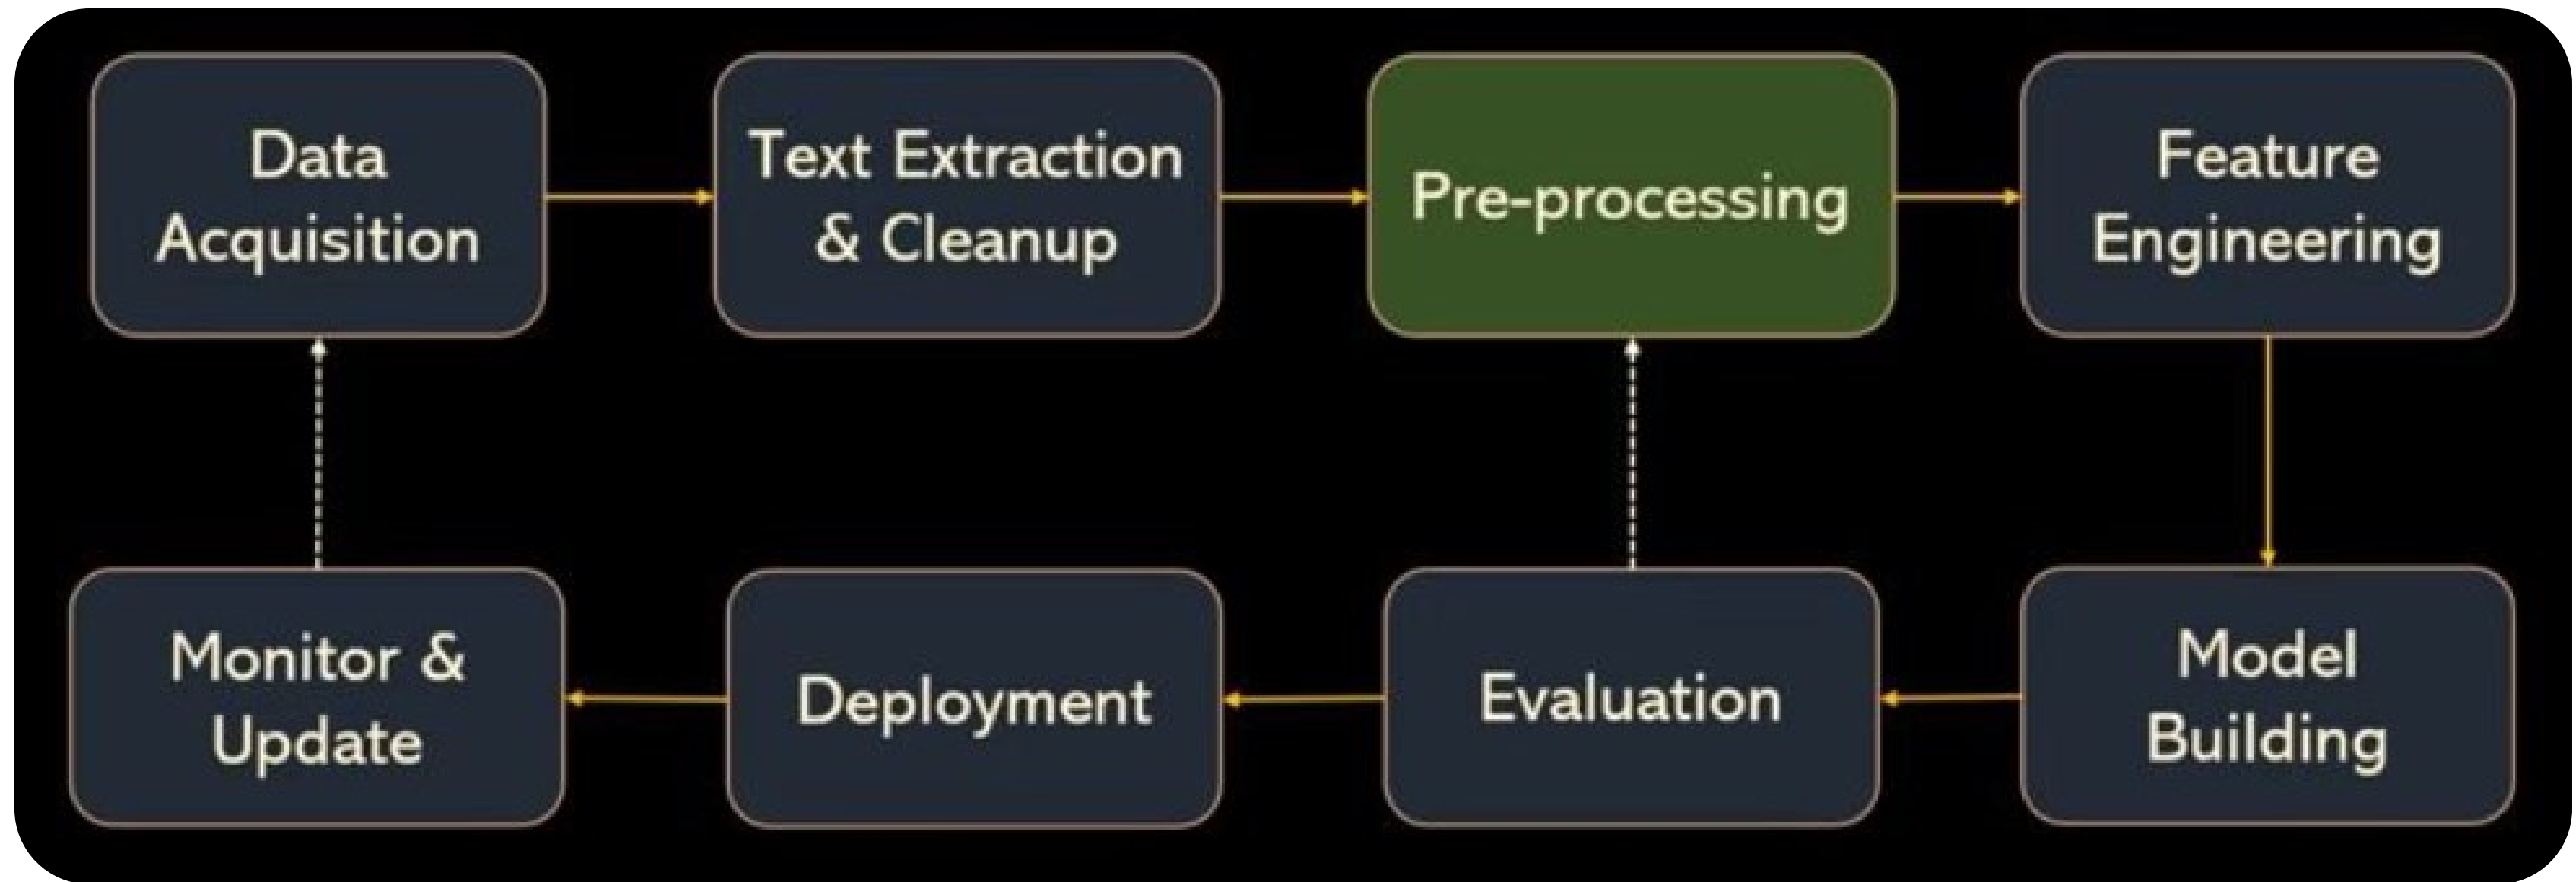 Data
Acquisition
Text Extraction
& Cleanup
Pre-processing
Feature
Engineering
Monitor &
Update
Deployment
Evaluation
Model
Building